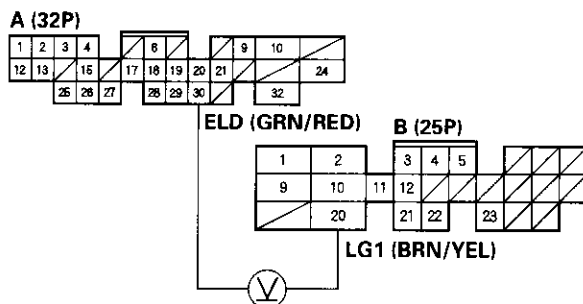 A (32P)
1 2 3 4 6 9 10
12 13 15 17 18 19 20 21 24
25 26 27 28 29 30 32
ELD (GRN/RED)
B (25P)
1 2 3 4 5
9 10 11 12
20 21 22 23
LG1 (BRN/YEL)
V